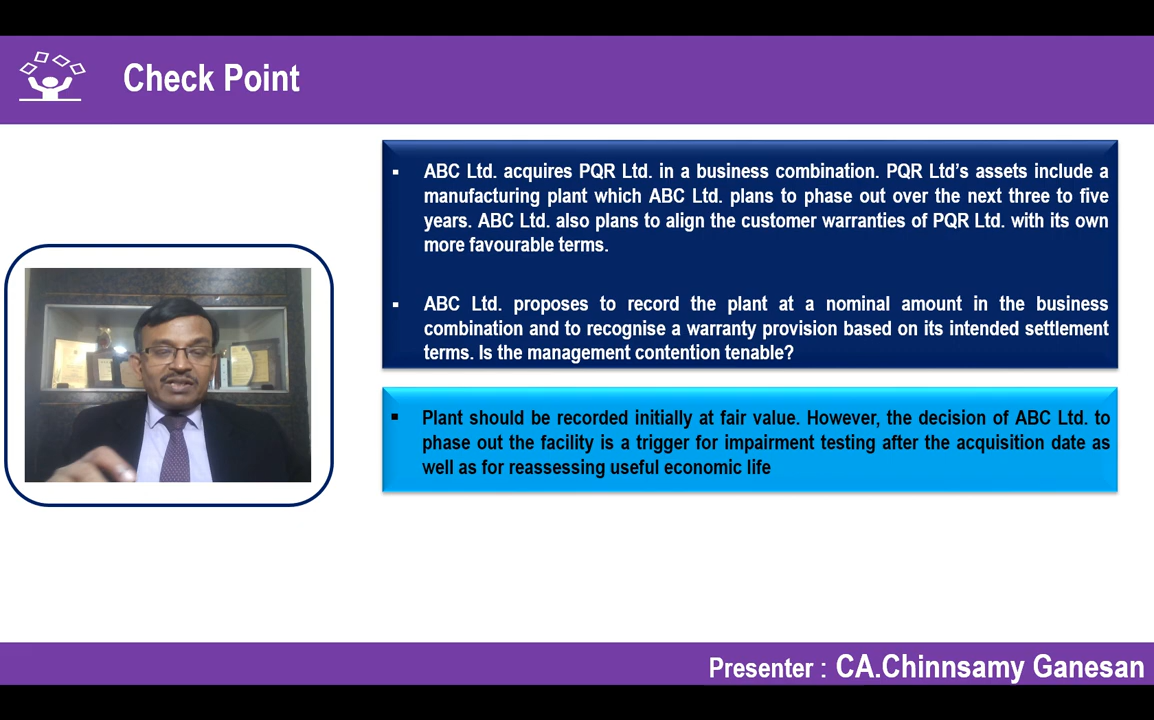 Check Point
▪ ABC Ltd. acquires PQR Ltd. in a business combination. PQR Ltd's assets include a
manufacturing plant which ABC Ltd. plans to phase out over the next three to five
years. ABC Ltd. also plans to align the customer warranties of PQR Ltd. with its own
more favourable terms.
▪ ABC Ltd. proposes to record the plant at a nominal amount in the business
combination and to recognise a warranty provision based on its intended settlement
terms. Is the management contention tenable?
▪ Plant should be recorded initially at fair value. However, the decision of ABC Ltd. to
phase out the facility is a trigger for impairment testing after the acquisition date as
well as for reassessing useful economic life
Presenter : CA.Chinnsamy Ganesan